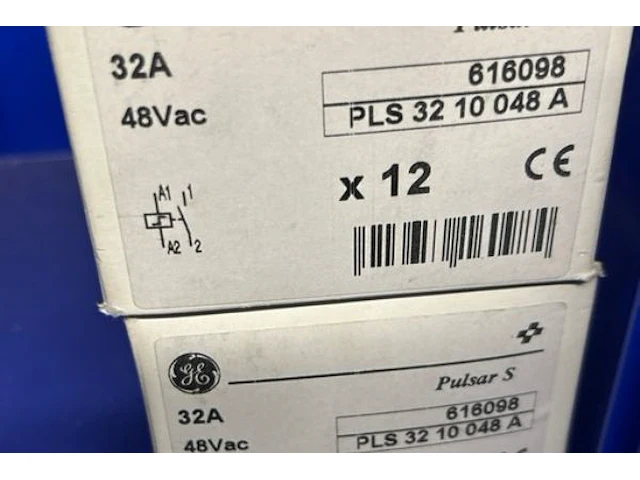 Pulsar
32A
616098
48Vac
PLS 32 10 048 A
x 12
CE
A1
1
A2
2
GE
Pulsar S
32A
616098
48Vac
PLS 32 10 048 A